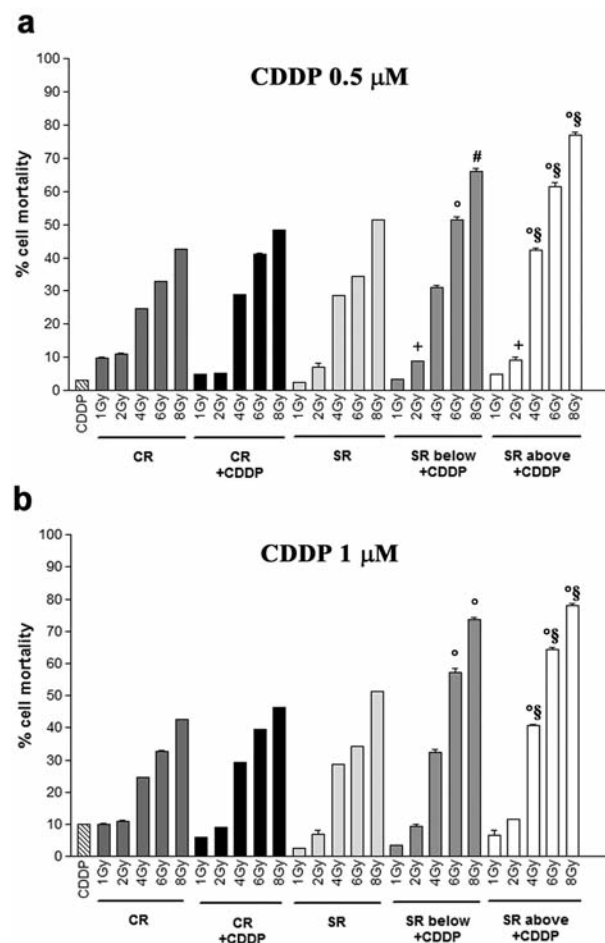 a
CDDP 0.5 μM
% cell mortality
100
90
80
70
60
50
40
30
20
10
0
+ ° # + °§ °§ °§
CDDP 1Gy 2Gy 4Gy 6Gy 8Gy 1Gy 2Gy 4Gy 6Gy 8Gy 1Gy 2Gy 4Gy 6Gy 8Gy 1Gy 2Gy 4Gy 6Gy 8Gy 1Gy 2Gy 4Gy 6Gy 8Gy
CR CR SR SR below SR above
+CDDP +CDDP +CDDP
b
CDDP 1 μM
% cell mortality
100
90
80
70
60
50
40
30
20
10
0
° ° °§ °§ °§
CDDP 1Gy 2Gy 4Gy 6Gy 8Gy 1Gy 2Gy 4Gy 6Gy 8Gy 1Gy 2Gy 4Gy 6Gy 8Gy 1Gy 2Gy 4Gy 6Gy 8Gy 1Gy 2Gy 4Gy 6Gy 8Gy
CR CR SR SR below SR above
+CDDP +CDDP +CDDP